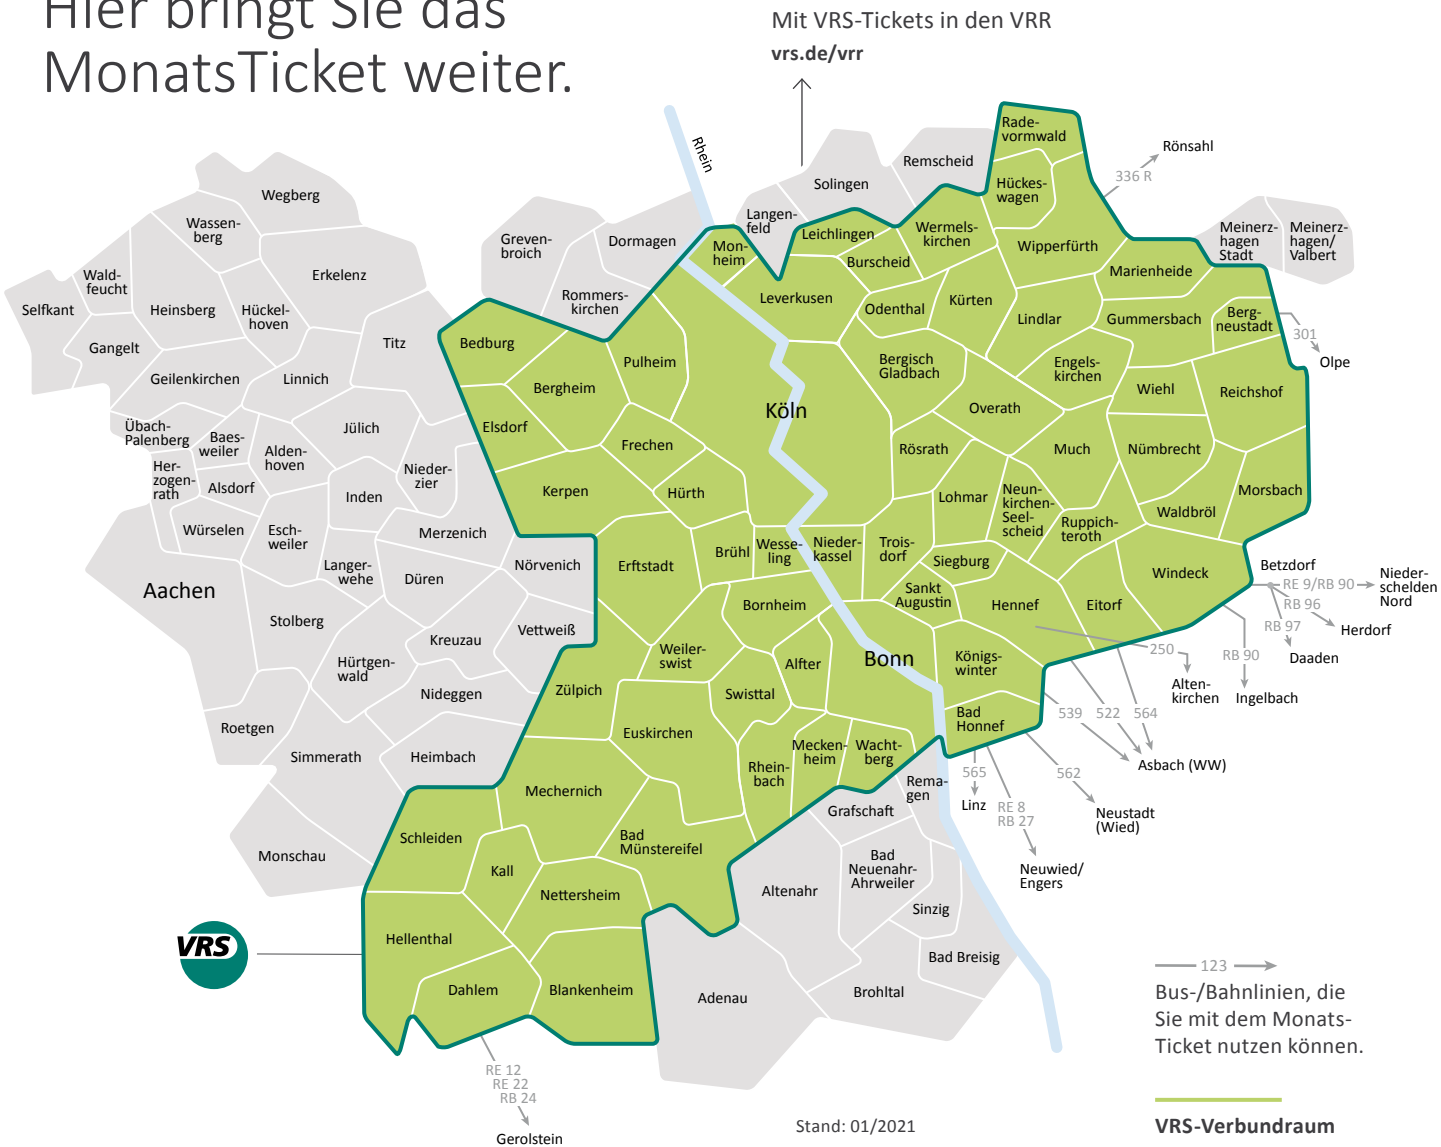 Hier bringt Sie das
MonatsTicket weiter.
Mit VRS-Tickets in den VRR
vrs.de/vrr
Rhein
Rade-
vormwald
Rönsahl
336 R
Remscheid
Solingen
Hückes-
wagen
Langen-
feld
Leichlingen
Wermels-
kirchen
Wipperfürth
Meinerz-
hagen
Stadt
Meinerz-
hagen/
Valbert
Wegberg
Wassen-
berg
Wald-
feucht
Erkelenz
Selfkant
Heinsberg
Hückel-
hoven
Gangelt
Titz
Geilenkirchen
Linnich
Greven-
broich
Dormagen
Rommers-
kirchen
Mon-
heim
Burscheid
Leverkusen
Odenthal
Kürten
Marienheide
Lindlar
Gummersbach
Berg-
neustadt
301
Olpe
Bedburg
Bergheim
Pulheim
Bergisch
Gladbach
Engels-
kirchen
Wiehl
Reichshof
Köln
Overath
Elsdorf
Frechen
Rösrath
Much
Nümbrecht
Übach-
Palenberg
Baes-
weiler
Alden-
hoven
Jülich
Her-
zogen-
rath
Alsdorf
Inden
Nieder-
zier
Kerpen
Hürth
Lohmar
Neun-
kirchen-
Seel-
scheid
Ruppich-
teroth
Waldbröl
Morsbach
Würselen
Esch-
weiler
Merzenich
Langer-
wehe
Düren
Nörvenich
Erftstadt
Brühl
Wesse-
ling
Nieder-
kassel
Trois-
dorf
Siegburg
Sankt
Augustin
Hennef
Eitorf
Windeck
Betzdorf
RE 9/RB 90
Nieder-
schelden
Nord
RB 96
Herdorf
RB 97
Daaden
RB 90
Ingelbach
250
Alten-
kirchen
Aachen
Stolberg
Kreuzau
Vettweiß
Hürtgen-
wald
Nideggen
Bornheim
Weiler-
swist
Alfter
Bonn
Königs-
winter
Zülpich
Swisttal
Bad
Honnef
539
522
564
Asbach (WW)
Roetgen
Simmerath
Heimbach
Euskirchen
Rhein-
bach
Mecken-
heim
Wacht-
berg
Mechernich
Rema-
gen
565
Linz
RE 8
RB 27
Neuwied/
Engers
562
Neustadt
(Wied)
Monschau
Schleiden
Kall
Bad
Münstereifel
Grafschaft
Nettersheim
Altenahr
Bad
Neuenahr-
Ahrweiler
Sinzig
Hellenthal
VRS
Dahlem
Blankenheim
Adenau
Bad Breisig
Brohltal
RE 12
RE 22
RB 24
Gerolstein
123
Bus-/Bahnlinien, die
Sie mit dem Monats-
Ticket nutzen können.
VRS-Verbundraum
Stand: 01/2021